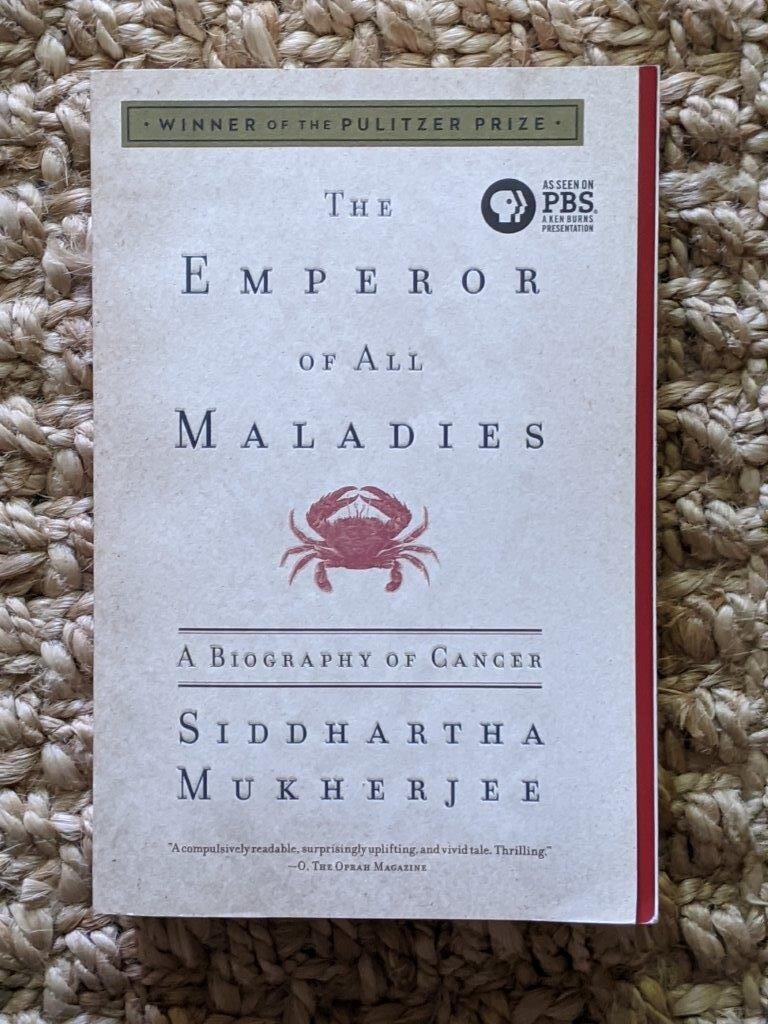 • WINNER OF THE PULITZER PRIZE •
THE
AS SEEN ON
PBS.
A KEN BURNS
PRESENTATION
EMPEROR
OF ALL
MALADIES
A BIOGRAPHY OF CANCER
SIDDHARTHA
MUKHERJEE
"A compulsively readable, surprisingly uplifting, and vivid tale. Thrilling."
—O, THE OPRAH MAGAZINE